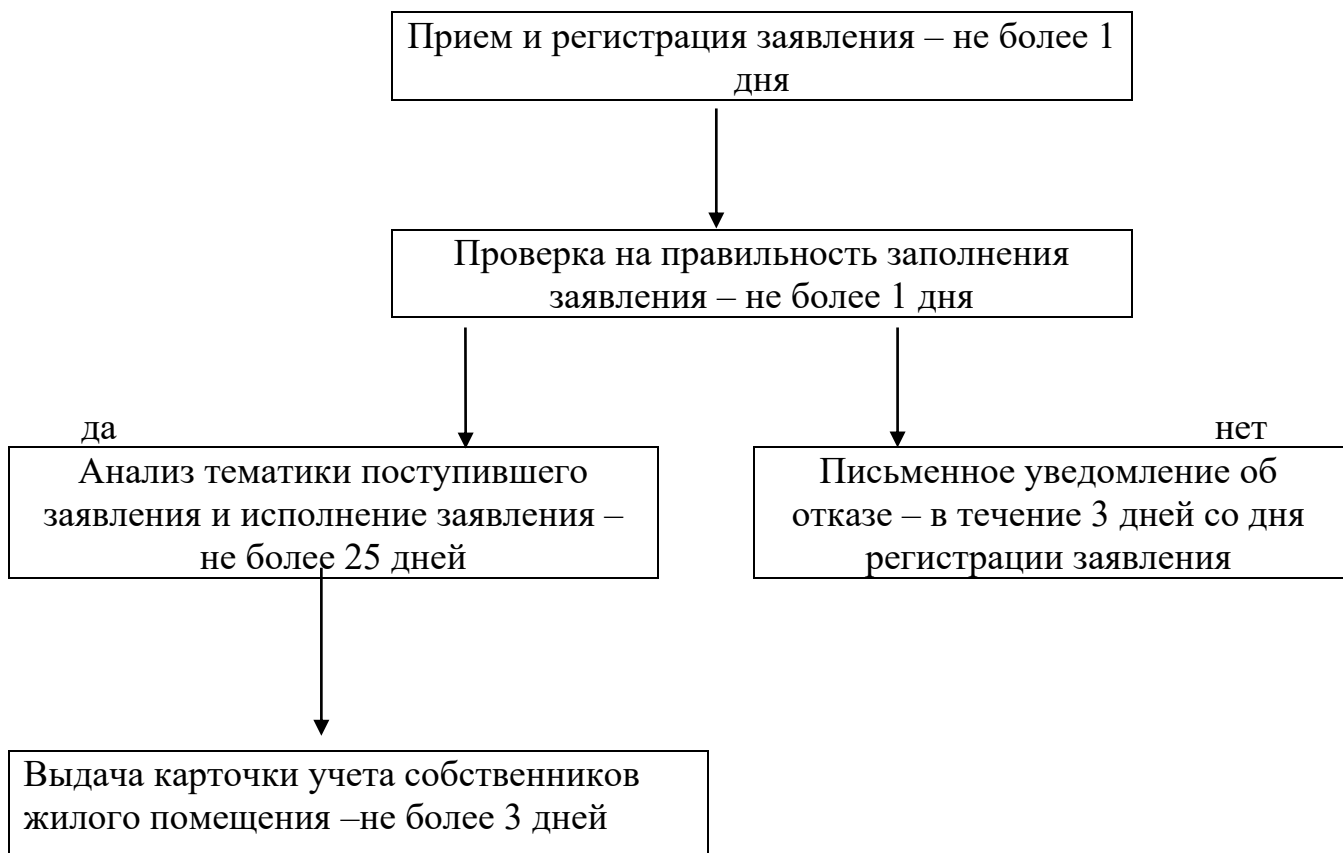 Прием и регистрация заявления – не более 1
дня
Проверка на правильность заполнения
заявления – не более 1 дня
да
нет
Анализ тематики поступившего
заявления и исполнение заявления –
не более 25 дней
Письменное уведомление об
отказе – в течение 3 дней со дня
регистрации заявления
Выдача карточки учета собственников
жилого помещения –не более 3 дней